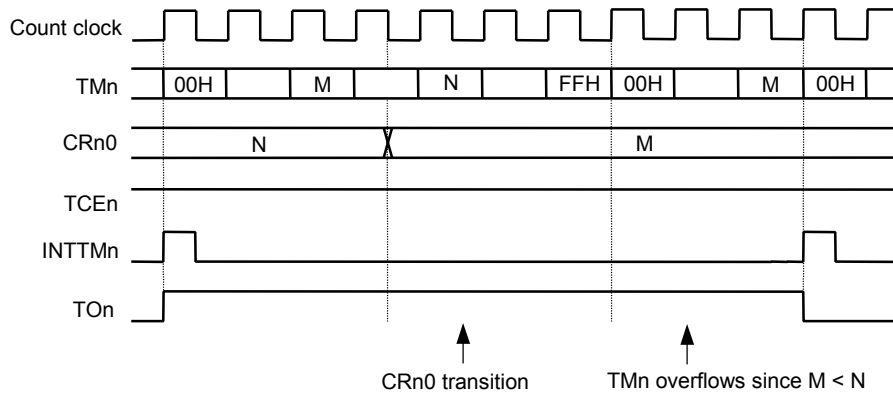 Count clock
TMn 00H M N FFH 00H M 00H
CRn0 N M
TCEn
INTTMn
TOn
CRn0 transition TMn overflows since M < N